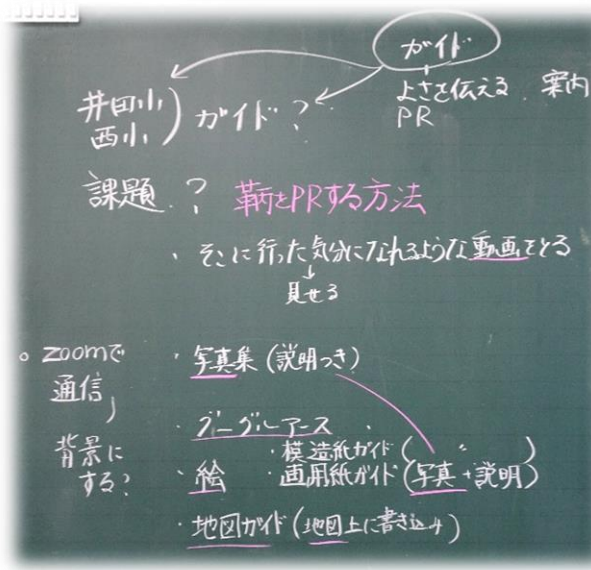 ガイド
よさを伝える 案内
PR
井田小
西小 ) ガイド?
課題 ? 鞆をPRする方法
・そこに行った気分になれるような動画をとる
↓
見せる
○ zoomで
通信
背景に
する?
・写真集(説明つき)
・グーグルアース
・模造紙ガイド( 〃 )
・絵 ・画用紙ガイド(写真+説明)
・地図ガイド(地図上に書き込み)